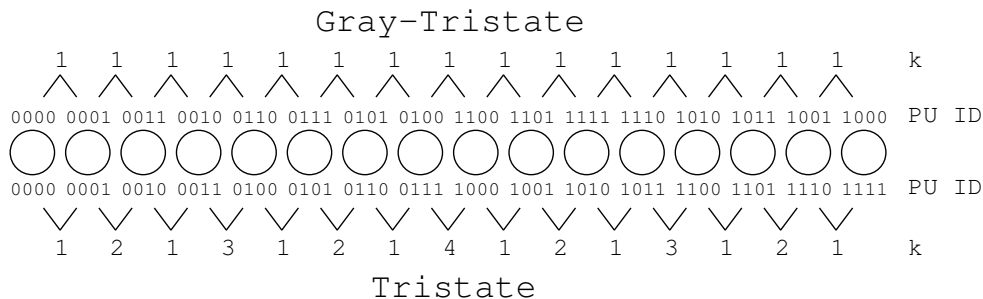 Gray-Tristate
1 1 1 1 1 1 1 1 1 1 1 1 1 1 1 k
0000 0001 0011 0010 0110 0111 0101 0100 1100 1101 1111 1110 1010 1011 1001 1000 PU ID
0000 0001 0010 0011 0100 0101 0110 0111 1000 1001 1010 1011 1100 1101 1110 1111 PU ID
1 2 1 3 1 2 1 4 1 2 1 3 1 2 1 k
Tristate